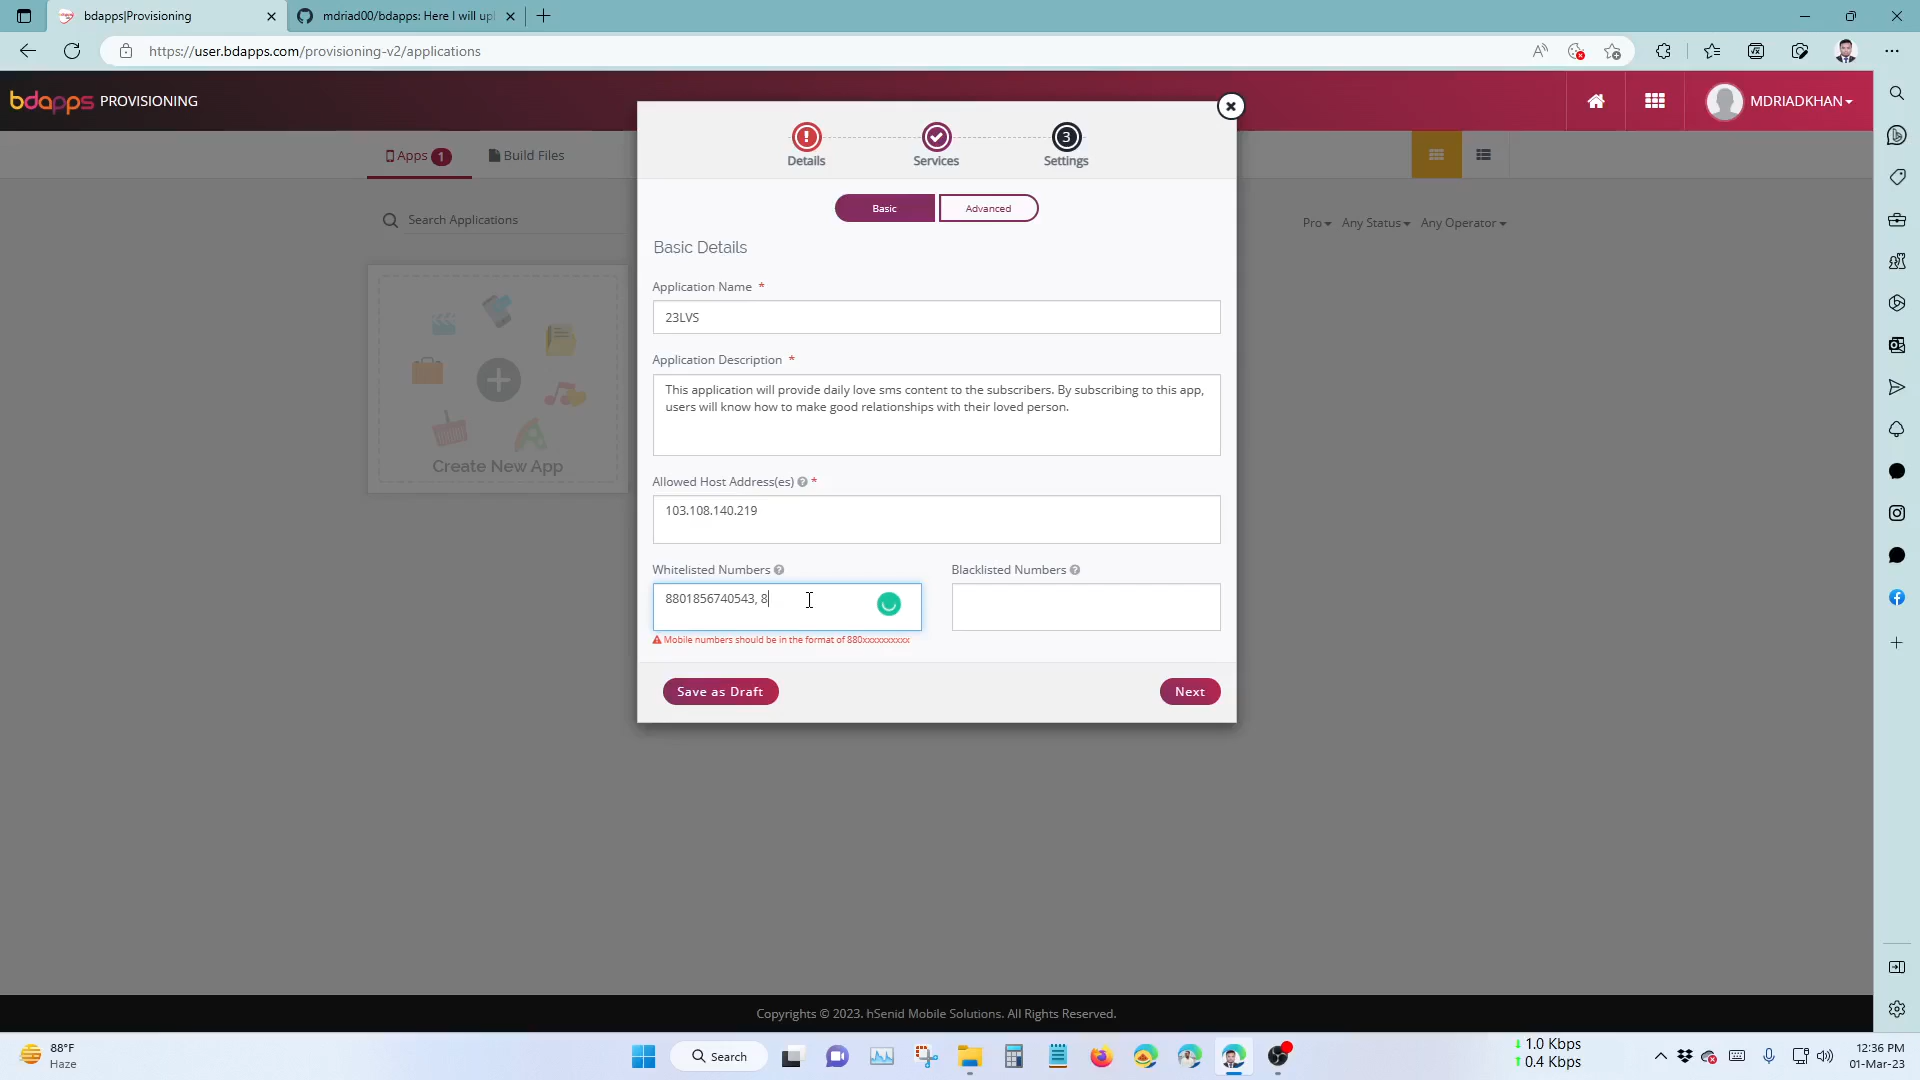 bdapps|Provisioning
mdriad00/bdapps: Here I will upl
https://user.bdapps.com/provisioning-v2/applications
bdapps PROVISIONING
MDRIADKHAN
Apps 1
Build Files
Search Applications
Pro
Any Status
Any Operator
Create New App
!
3
Details
Services
Settings
Basic
Advanced
Basic Details
Application Name *
23LVS
Application Description *
This application will provide daily love sms content to the subscribers. By subscribing to this app,
users will know how to make good relationships with their loved person.
Allowed Host Address(es) ? *
103.108.140.219
Whitelisted Numbers ?
Blacklisted Numbers ?
8801856740543, 8
Mobile numbers should be in the format of 880xxxxxxxxxx
Save as Draft
Next
Copyrights © 2023. hSenid Mobile Solutions. All Rights Reserved.
88°F
Haze
Search
↓ 1.0 Kbps
↑ 0.4 Kbps
12:36 PM
01-Mar-23